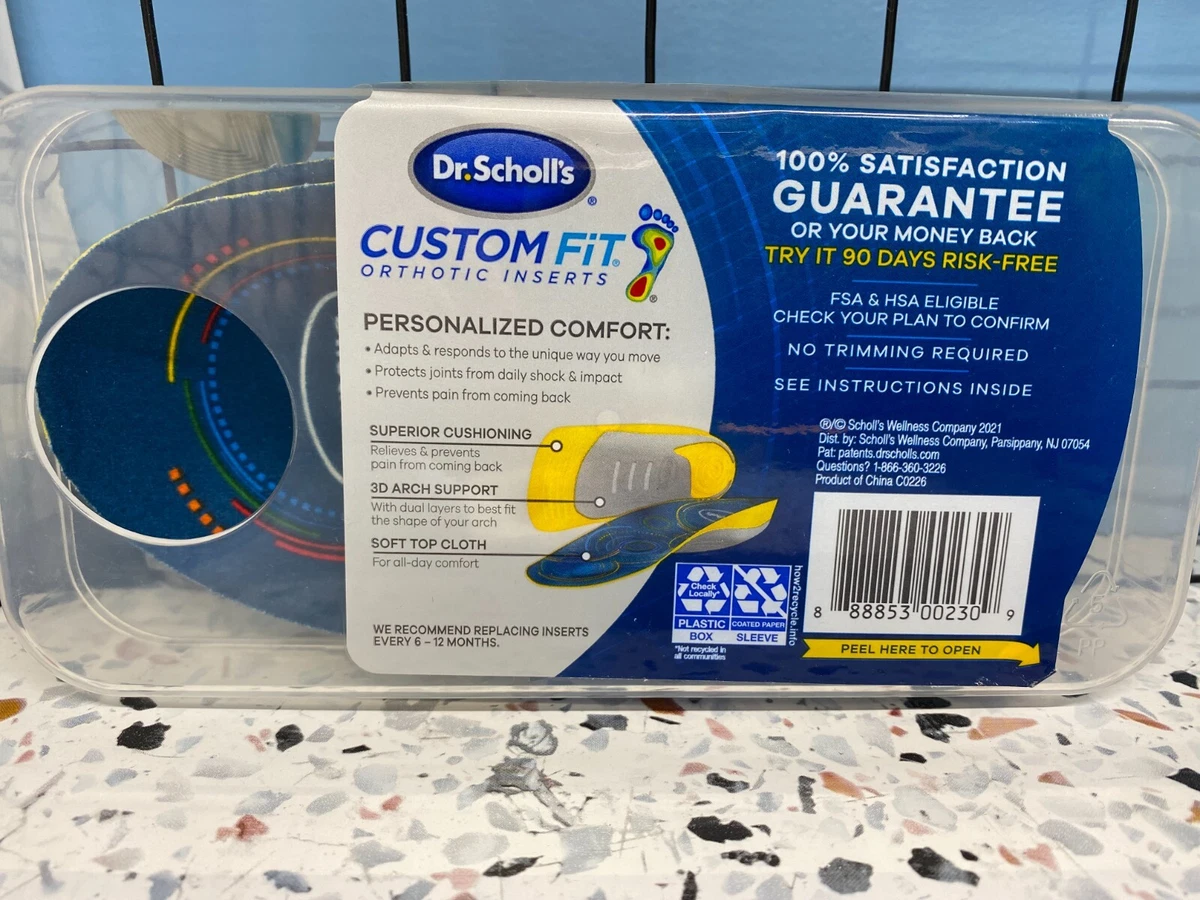 Dr.Scholl's®
CUSTOM FiT®
ORTHOTIC INSERTS
®
PERSONALIZED COMFORT:
• Adapts & responds to the unique way you move
• Protects joints from daily shock & impact
• Prevents pain from coming back
SUPERIOR CUSHIONING
Relieves & prevents
pain from coming back
3D ARCH SUPPORT
With dual layers to best fit
the shape of your arch
SOFT TOP CLOTH
For all-day comfort
WE RECOMMEND REPLACING INSERTS
EVERY 6 – 12 MONTHS.
100% SATISFACTION
GUARANTEE
OR YOUR MONEY BACK
TRY IT 90 DAYS RISK-FREE
FSA & HSA ELIGIBLE
CHECK YOUR PLAN TO CONFIRM
NO TRIMMING REQUIRED
SEE INSTRUCTIONS INSIDE
®/© Scholl's Wellness Company 2021
Dist. by: Scholl's Wellness Company, Parsippany, NJ 07054
Pat: patents.drscholls.com
Questions? 1-866-360-3226
Product of China C0226
Check
Locally*
PLASTIC
BOX
COATED PAPER
SLEEVE
*Not recycled in
all communities
how2recycle.info
8 88853 00230 9
PEEL HERE TO OPEN
PP